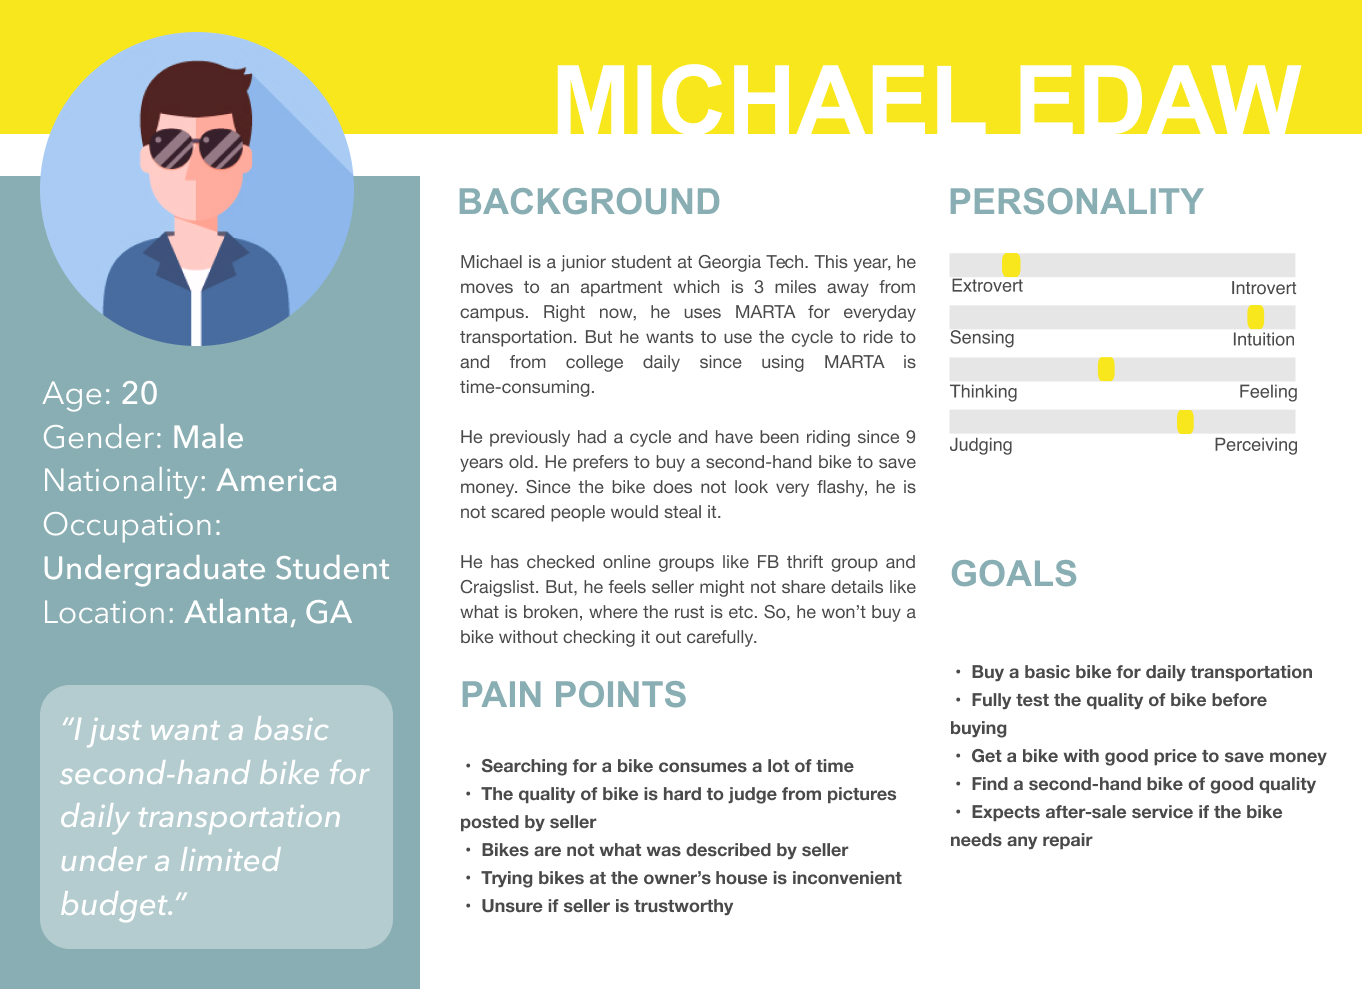 MICHAEL EDAW
Age: 20
Gender: Male
Nationality: America
Occupation:
Undergraduate Student
Location: Atlanta, GA
“I just want a basic
second-hand bike for
daily transportation
under a limited
budget.”
BACKGROUND
Michael is a junior student at Georgia Tech. This year, he
moves to an apartment which is 3 miles away from
campus. Right now, he uses MARTA for everyday
transportation. But he wants to use the cycle to ride to
and from college daily since using MARTA is
time-consuming.
He previously had a cycle and have been riding since 9
years old. He prefers to buy a second-hand bike to save
money. Since the bike does not look very flashy, he is
not scared people would steal it.
He has checked online groups like FB thrift group and
Craigslist. But, he feels seller might not share details like
what is broken, where the rust is etc. So, he won’t buy a
bike without checking it out carefully.
PAIN POINTS
· Searching for a bike consumes a lot of time
· The quality of bike is hard to judge from pictures
posted by seller
· Bikes are not what was described by seller
· Trying bikes at the owner’s house is inconvenient
· Unsure if seller is trustworthy
PERSONALITY
Extrovert Introvert
Sensing Intuition
Thinking Feeling
Judging Perceiving
GOALS
· Buy a basic bike for daily transportation
· Fully test the quality of bike before
buying
· Get a bike with good price to save money
· Find a second-hand bike of good quality
· Expects after-sale service if the bike
needs any repair